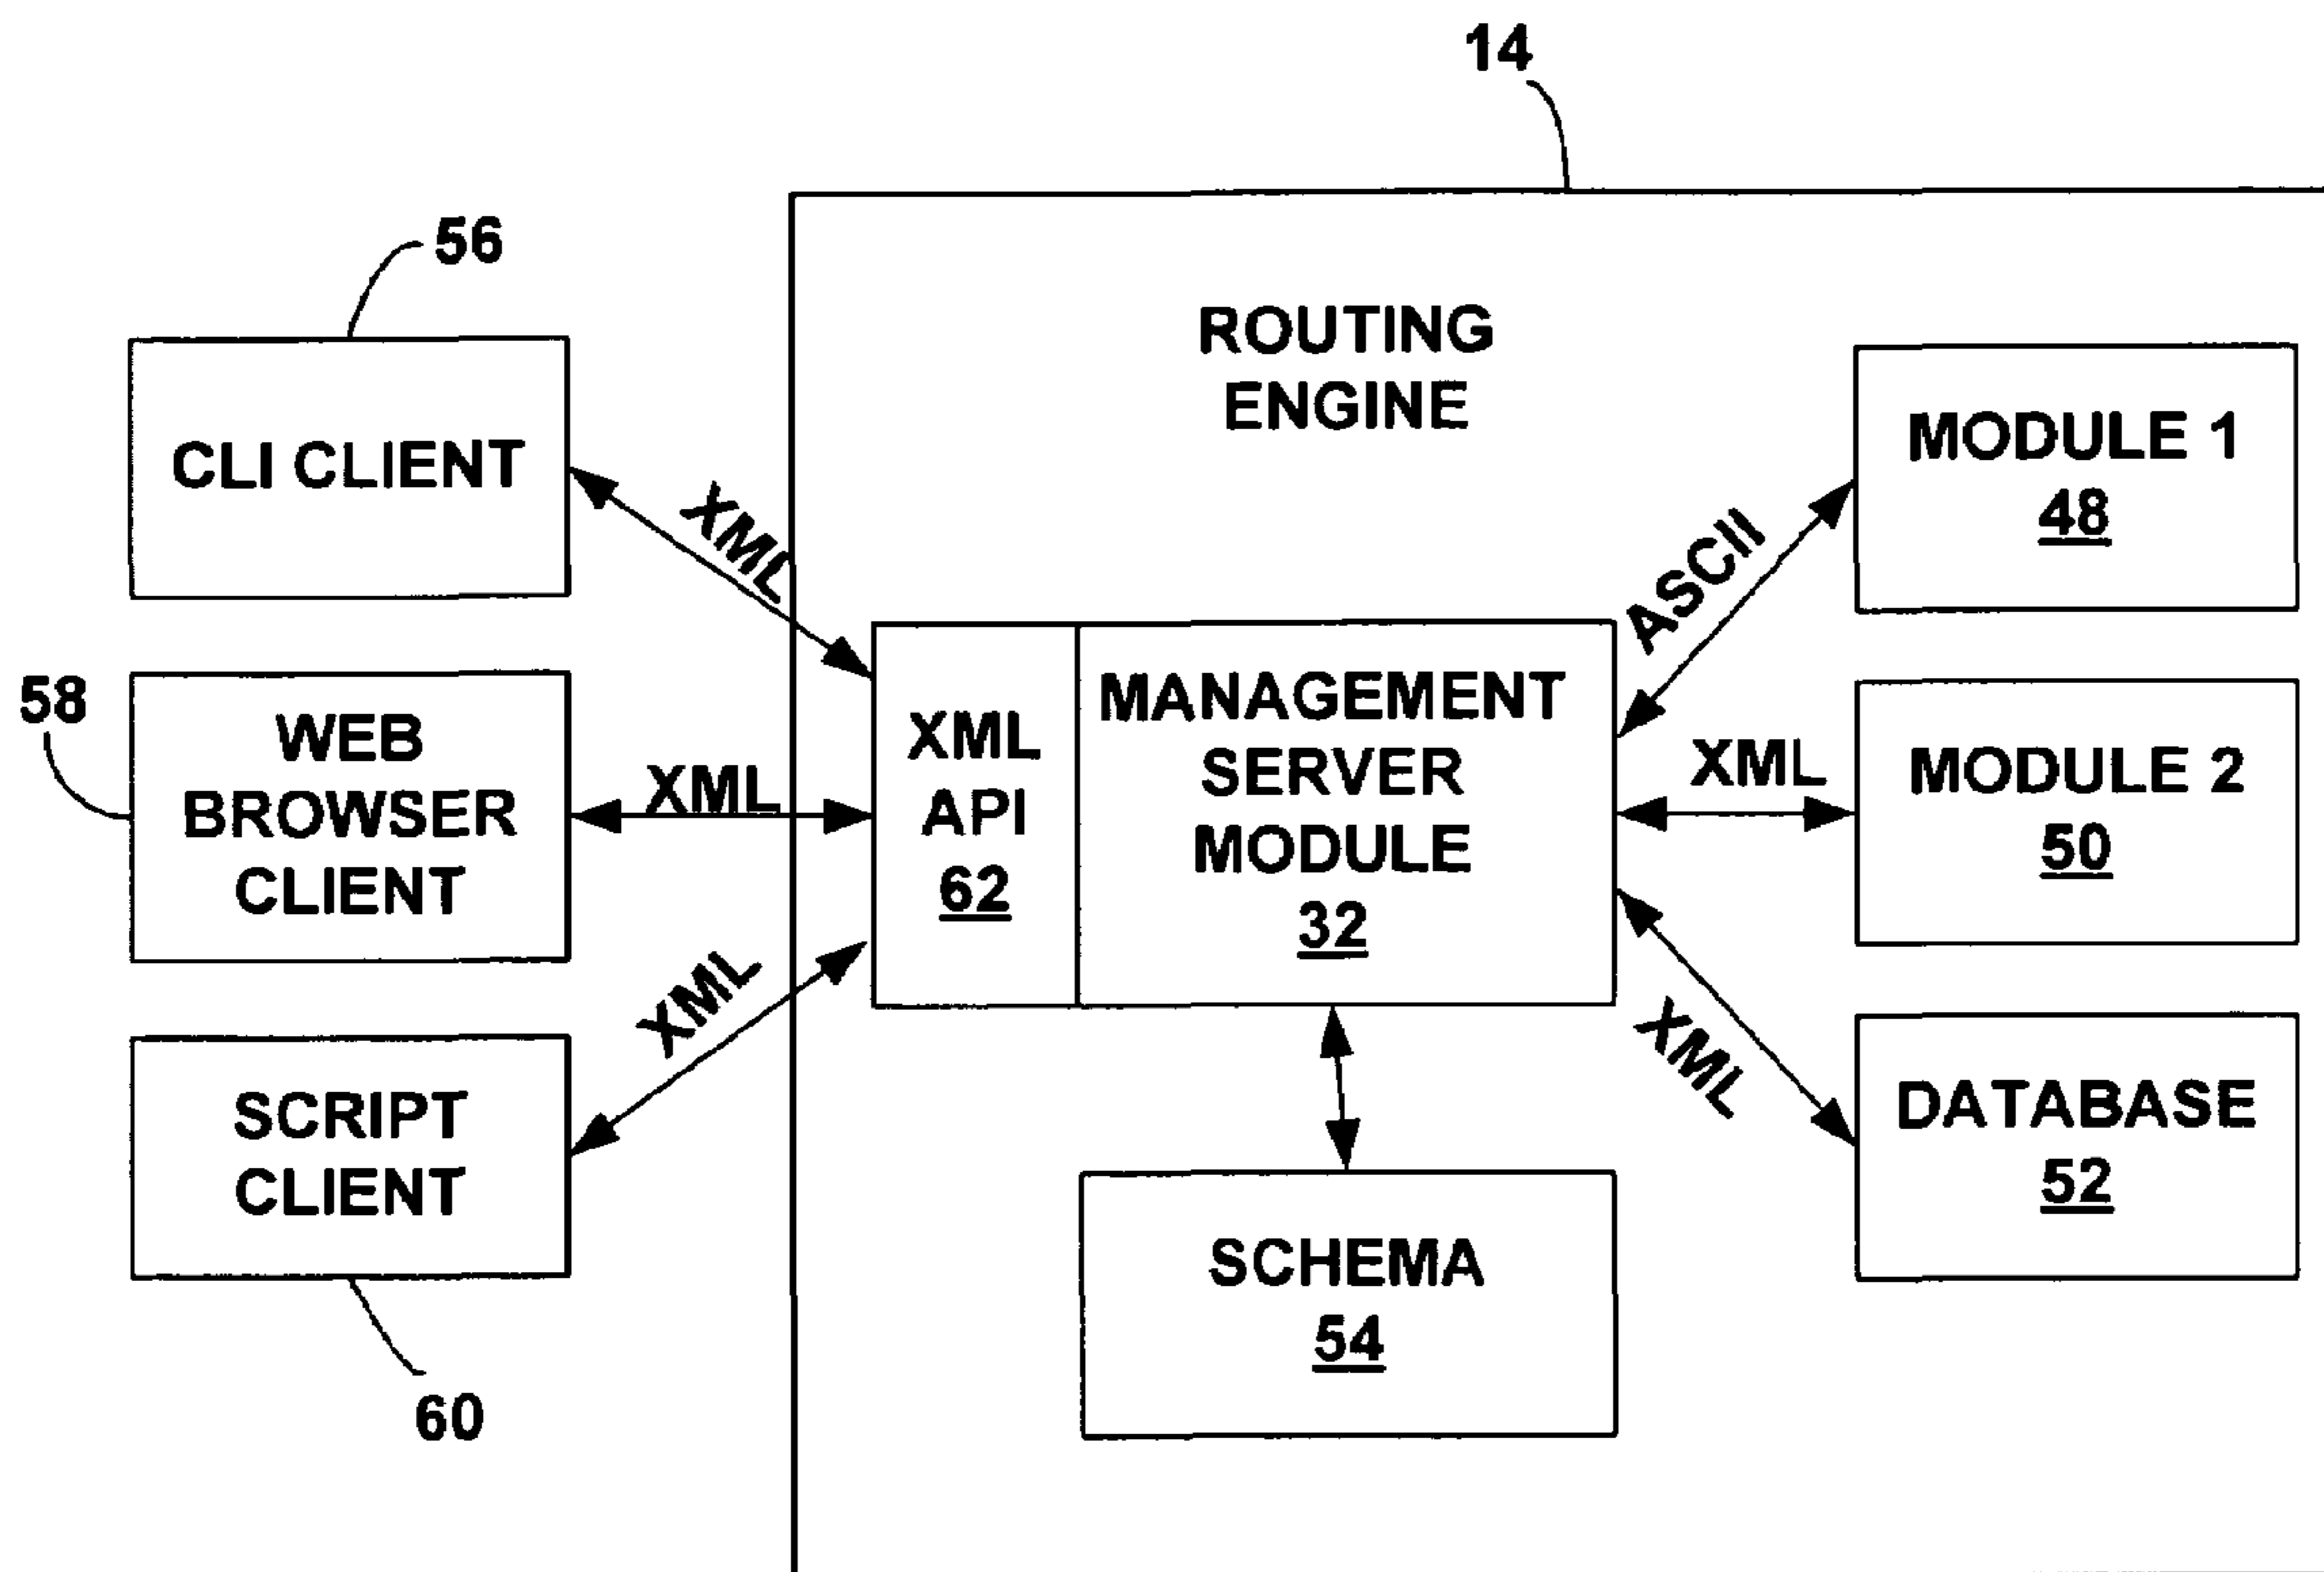 14
56
ROUTING
ENGINE
CLI CLIENT
XML
MODULE 1
48
ASCII
58
WEB
BROWSER
CLIENT
XML
XML
API
62
MANAGEMENT
SERVER
MODULE
32
XML
MODULE 2
50
XML
SCRIPT
CLIENT
60
XML
DATABASE
52
SCHEMA
54